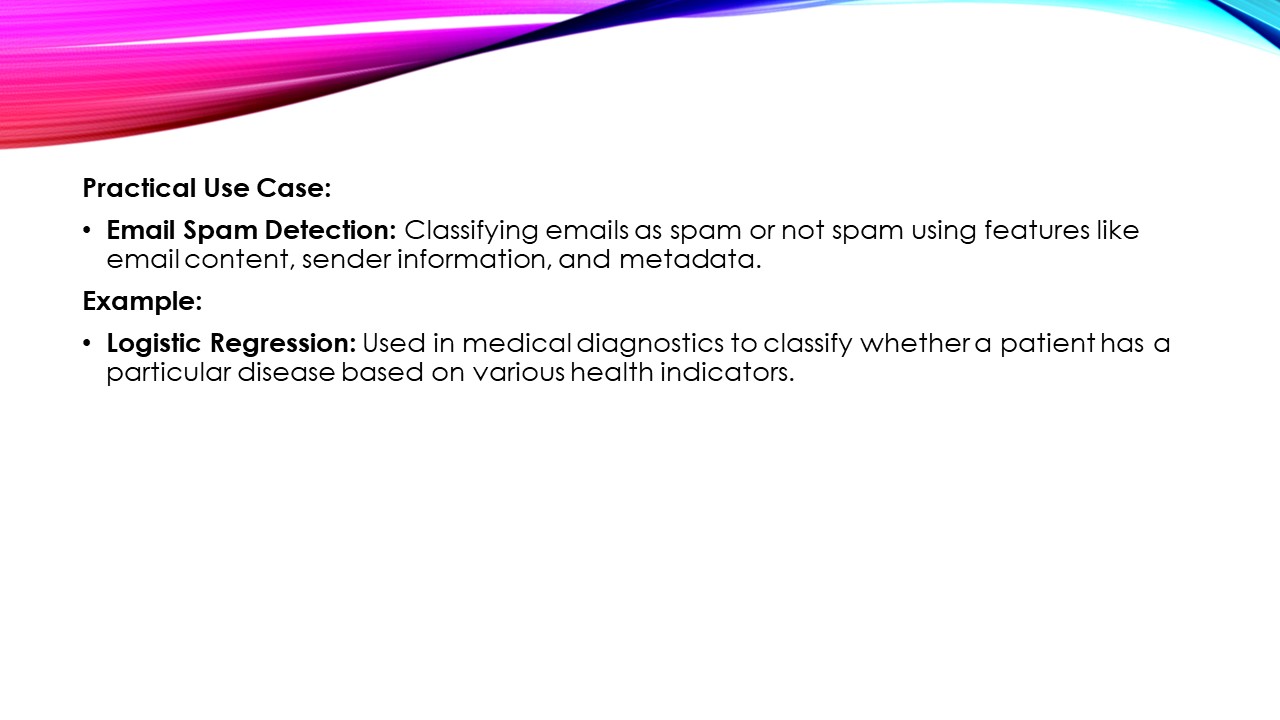 Practical Use Case:
• Email Spam Detection: Classifying emails as spam or not spam using features like
email content, sender information, and metadata.
Example:
• Logistic Regression: Used in medical diagnostics to classify whether a patient has a
particular disease based on various health indicators.